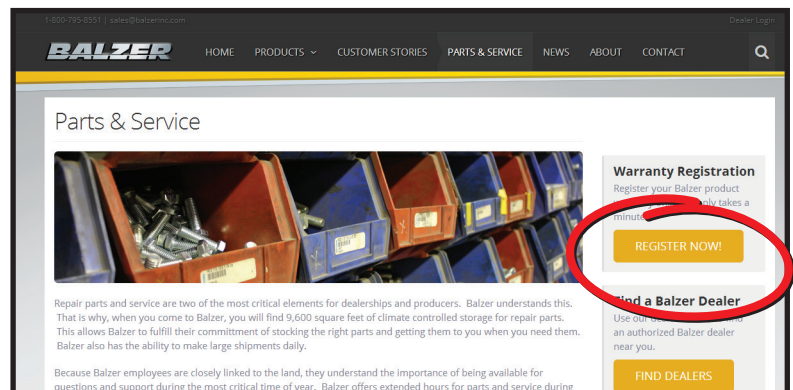 1-800-795-8551 | sales@balzerinc.com
Dealer Login
BALZER
HOME PRODUCTS CUSTOMER STORIES PARTS & SERVICE NEWS ABOUT CONTACT
Parts & Service
Warranty Registration
Register your Balzer product
takes a
minute
REGISTER NOW!
Repair parts and service are two of the most critical elements for dealerships and producers. Balzer understands this.
That is why, when you come to Balzer, you will find 9,600 square feet of climate controlled storage for repair parts.
This allows Balzer to fulfill their committment of stocking the right parts and getting them to you when you need them.
Balzer also has the ability to make large shipments daily.
Find a Balzer Dealer
Use our
an authorized Balzer dealer
near you.
FIND DEALERS
Because Balzer employees are closely linked to the land, they understand the importance of being available for
questions and support during the most critical time of year. Balzer offers extended hours for parts and service during